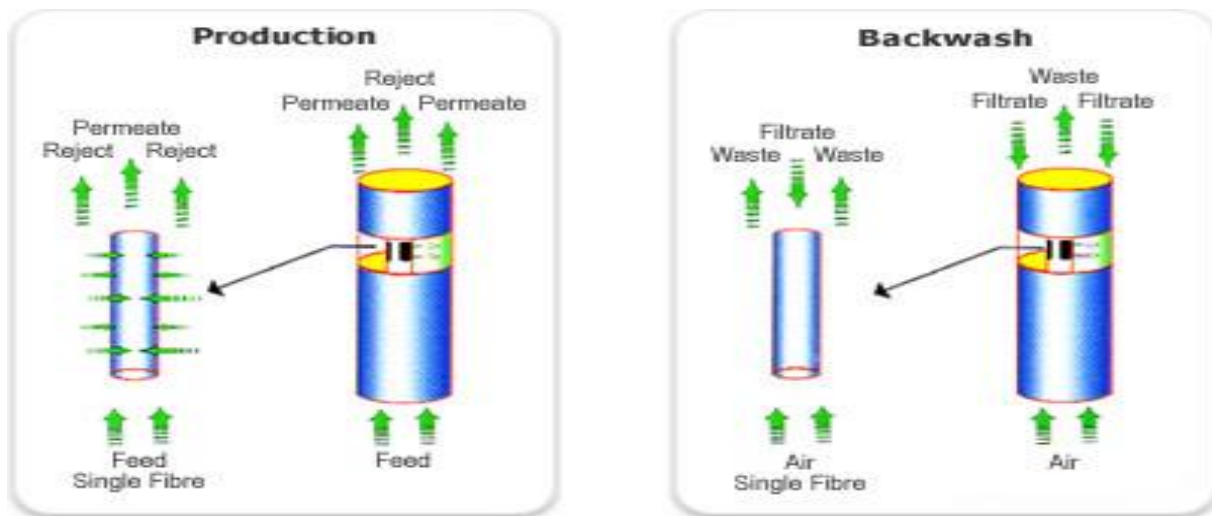 Production
Reject
Permeate Permeate
Permeate
Reject Reject
Feed
Single Fibre
Feed
Backwash
Waste
Filtrate Filtrate
Filtrate
Waste Waste
Air
Single Fibre
Air